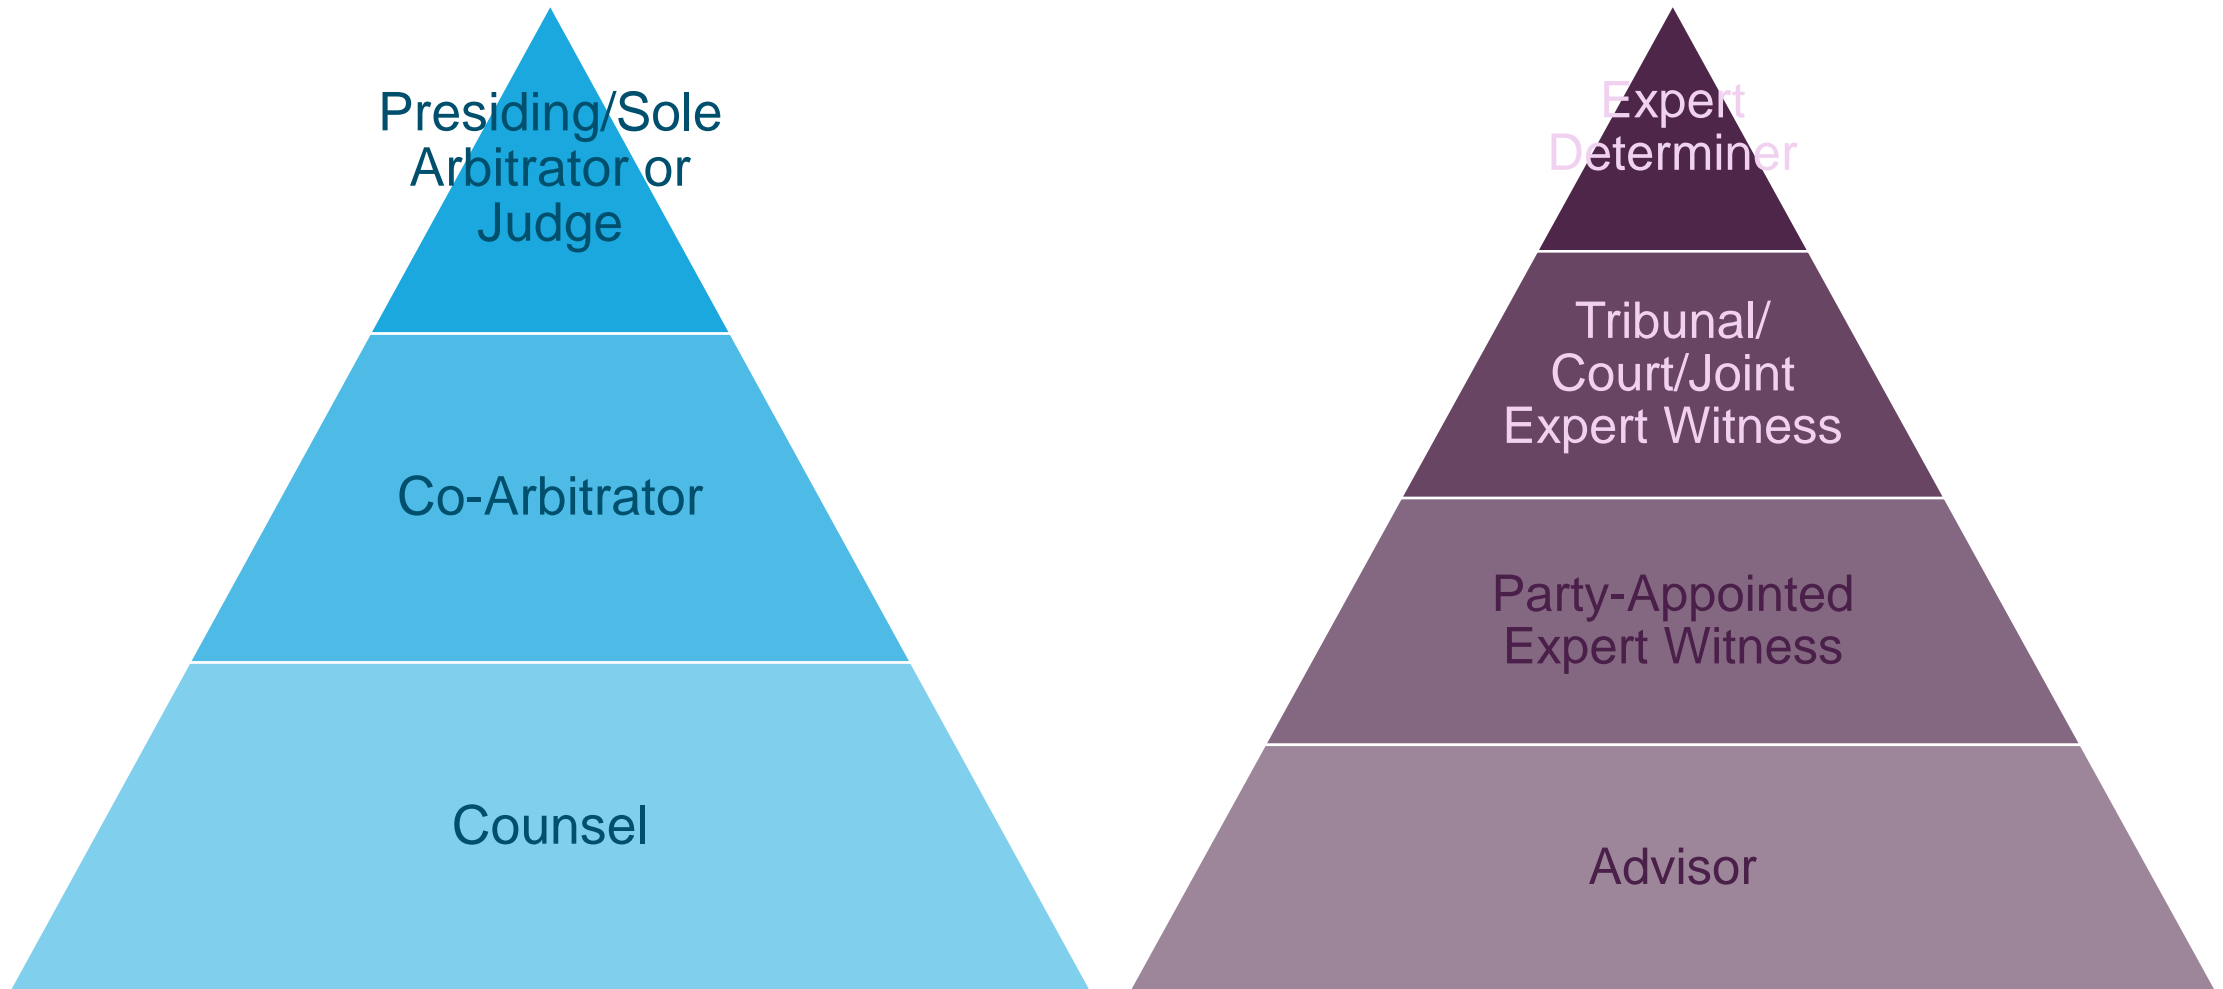 Presiding/Sole
Arbitrator or
Judge
Co-Arbitrator
Counsel
Expert
Determiner
Tribunal/
Court/Joint
Expert Witness
Party-Appointed
Expert Witness
Advisor